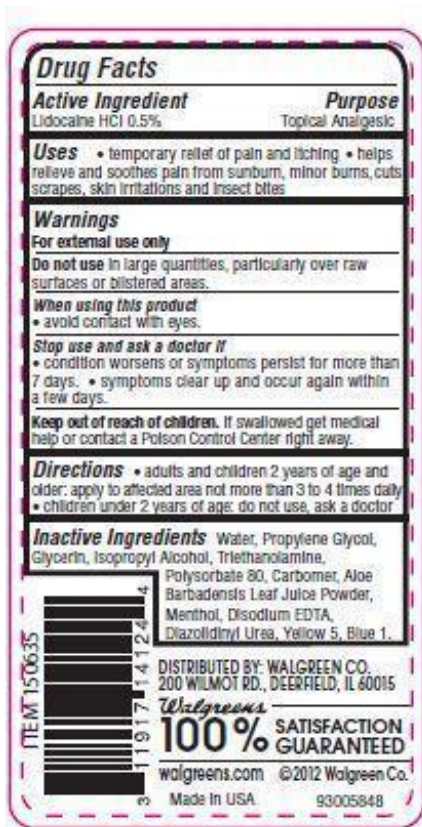 Drug Facts
Active Ingredient Purpose
Lidocaine HCl 0.5% Topical Analgesic
Uses • temporary relief of pain and itching • helps
relieve and soothes pain from sunburn, minor burns, cuts
scrapes, skin irritations and insect bites
Warnings
For external use only
Do not use in large quantities, particularly over raw
surfaces or blistered areas.
When using this product
• avoid contact with eyes.
Stop use and ask a doctor if
• condition worsens or symptoms persist for more than
7 days. • symptoms clear up and occur again within
a few days.
Keep out of reach of children. If swallowed get medical
help or contact a Poison Control Center right away.
Directions • adults and children 2 years of age and
older: apply to affected area not more than 3 to 4 times daily
• children under 2 years of age: do not use, ask a doctor
Inactive Ingredients Water, Propylene Glycol,
Glycerin, Isopropyl Alcohol, Triethanolamine,
Polysorbate 80, Carbomer, Aloe
Barbadensis Leaf Juice Powder,
Menthol, Disodium EDTA,
Diazolidinyl Urea, Yellow 5, Blue 1.
ITEM 150635
3 11917 14124 4
DISTRIBUTED BY: WALGREEN CO.
200 WILMOT RD., DEERFIELD, IL 60015
Walgreens
100% SATISFACTION
GUARANTEED
walgreens.com ©2012 Walgreen Co.
Made in USA 93005848